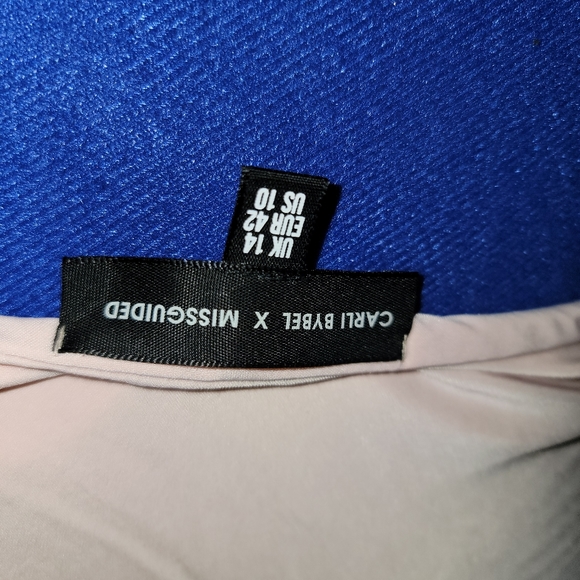 CARLI BYBEL X MISSGUIDED
UK 14
EUR 42
US 10